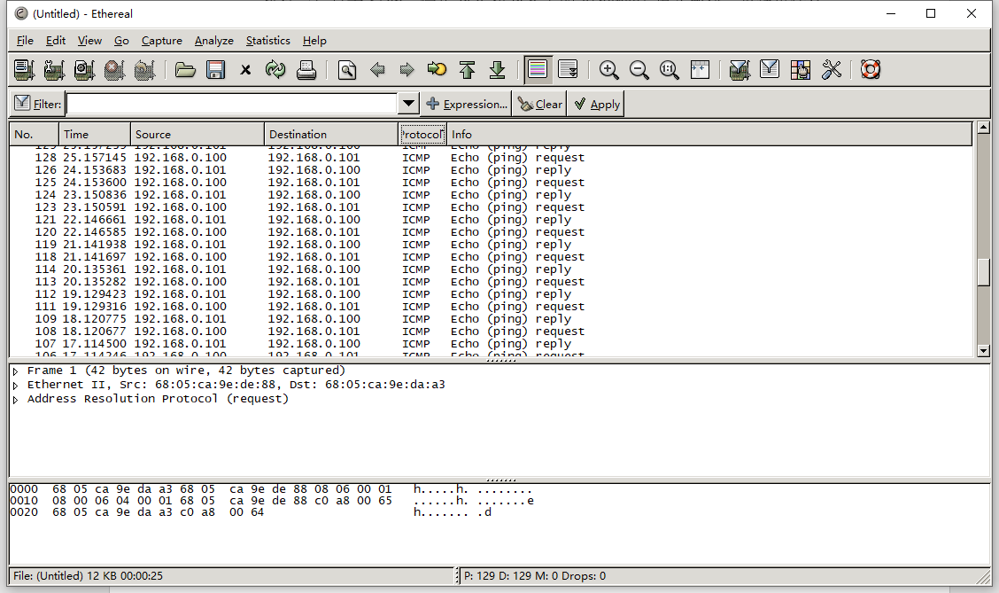 (Untitled) - Ethereal
File Edit View Go Capture Analyze Statistics Help
Filter: Expression... Clear Apply
No. Time Source Destination Protocol Info
128 25.157145 192.168.0.100 192.168.0.101 ICMP Echo (ping) request
126 24.153683 192.168.0.101 192.168.0.100 ICMP Echo (ping) reply
125 24.153600 192.168.0.100 192.168.0.101 ICMP Echo (ping) request
124 23.150836 192.168.0.101 192.168.0.100 ICMP Echo (ping) reply
123 23.150591 192.168.0.100 192.168.0.101 ICMP Echo (ping) request
121 22.146661 192.168.0.101 192.168.0.100 ICMP Echo (ping) reply
120 22.146585 192.168.0.100 192.168.0.101 ICMP Echo (ping) request
119 21.141938 192.168.0.101 192.168.0.100 ICMP Echo (ping) reply
118 21.141697 192.168.0.100 192.168.0.101 ICMP Echo (ping) request
114 20.135361 192.168.0.101 192.168.0.100 ICMP Echo (ping) reply
113 20.135282 192.168.0.100 192.168.0.101 ICMP Echo (ping) request
112 19.129423 192.168.0.101 192.168.0.100 ICMP Echo (ping) reply
111 19.129316 192.168.0.100 192.168.0.101 ICMP Echo (ping) request
109 18.120775 192.168.0.101 192.168.0.100 ICMP Echo (ping) reply
108 18.120677 192.168.0.100 192.168.0.101 ICMP Echo (ping) request
107 17.114500 192.168.0.101 192.168.0.100 ICMP Echo (ping) reply
Frame 1 (42 bytes on wire, 42 bytes captured)
Ethernet II, Src: 68:05:ca:9e:de:88, Dst: 68:05:ca:9e:da:a3
Address Resolution Protocol (request)
0000 68 05 ca 9e da a3 68 05 ca 9e de 88 08 06 00 01 h.....h. ........
0010 08 00 06 04 00 01 68 05 ca 9e de 88 c0 a8 00 65 ......h. .......e
0020 68 05 ca 9e da a3 c0 a8 00 64 h....... .d
File: (Untitled) 12 KB 00:00:25 P: 129 D: 129 M: 0 Drops: 0